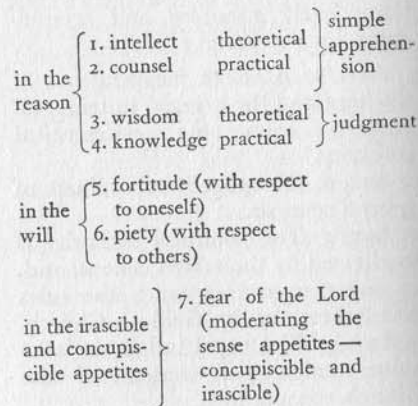 in the reason
1. intellect theoretical
2. counsel practical
simple apprehen-
sion
3. wisdom theoretical
4. knowledge practical
judgment
in the will
5. fortitude (with respect
to oneself)
6. piety (with respect
to others)
in the irascible
and concupis-
cible appetites
7. fear of the Lord
(moderating the
sense appetites —
concupiscible and
irascible)